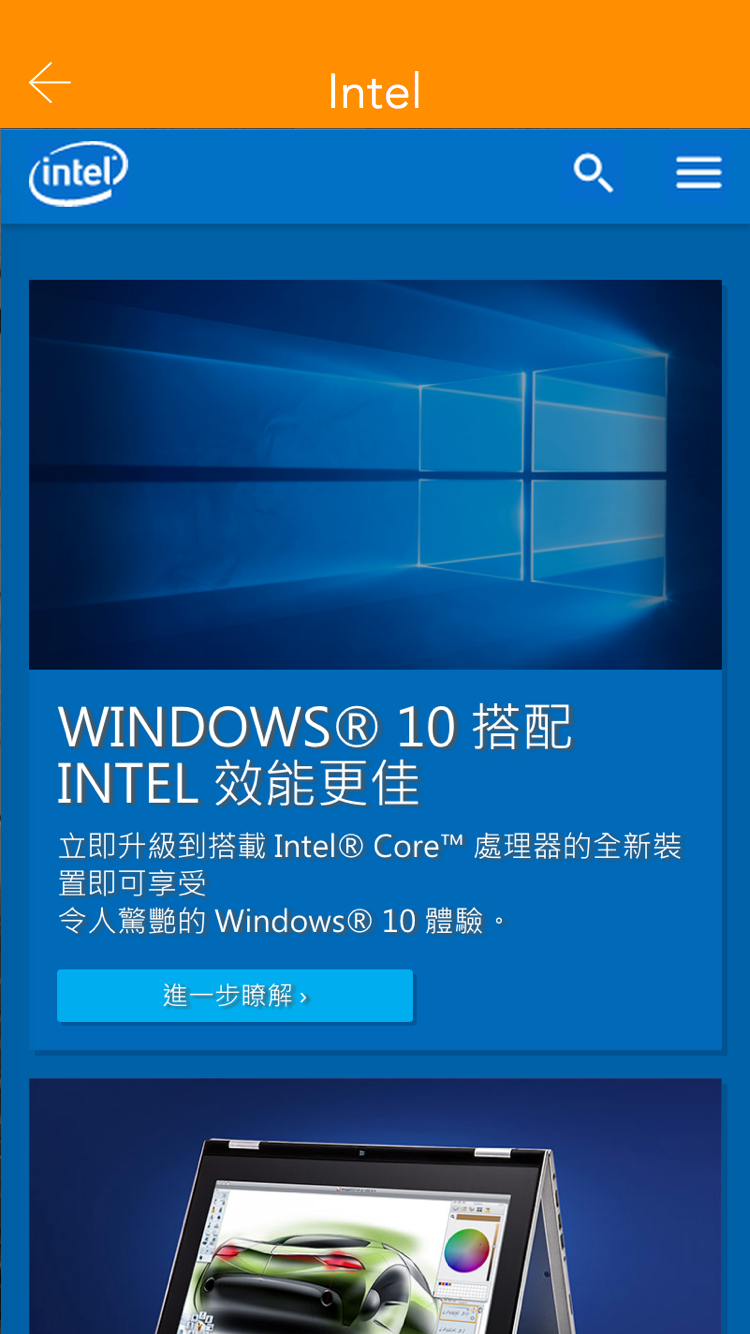 Intel
intel
WINDOWS® 10 搭配
INTEL 效能更佳
立即升級到搭載 Intel® Core™ 處理器的全新裝
置即可享受
令人驚艷的 Windows® 10 體驗。
進一步瞭解 ›